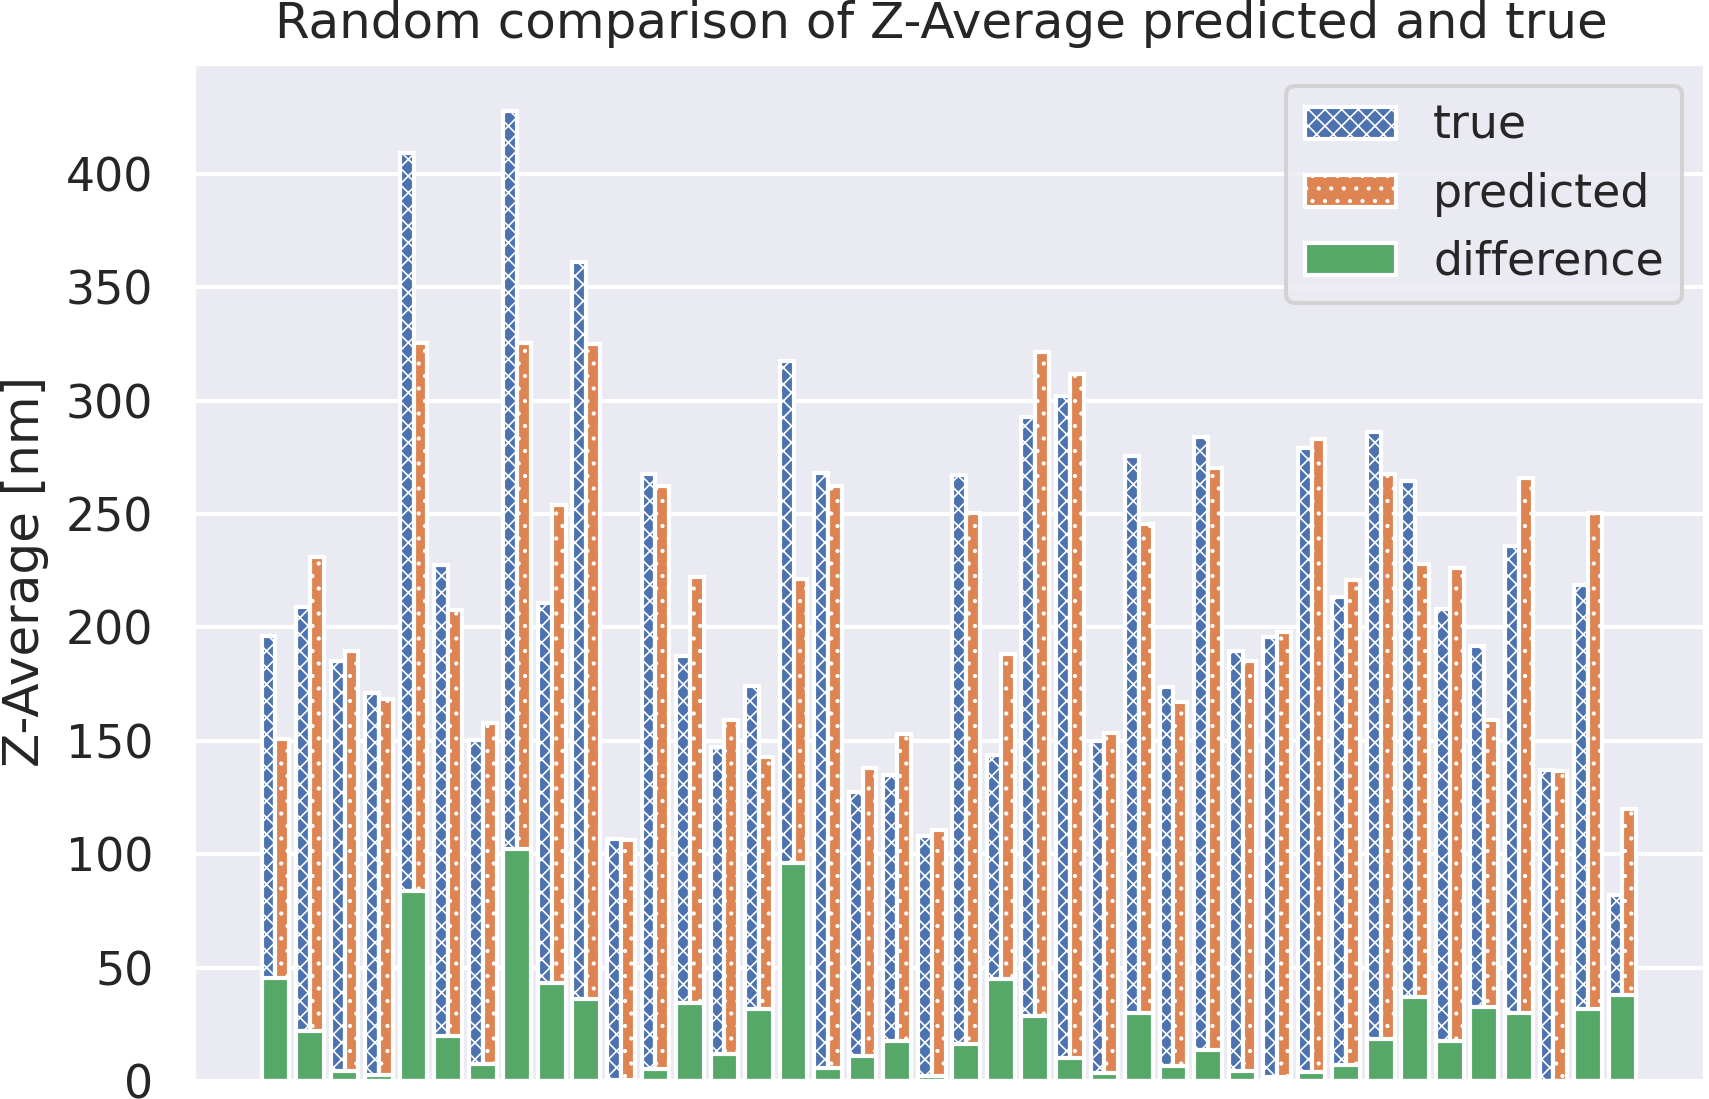 Random comparison of Z-Average predicted and true
true
predicted
difference
Z-Average [nm]
400
350
300
250
200
150
100
50
0